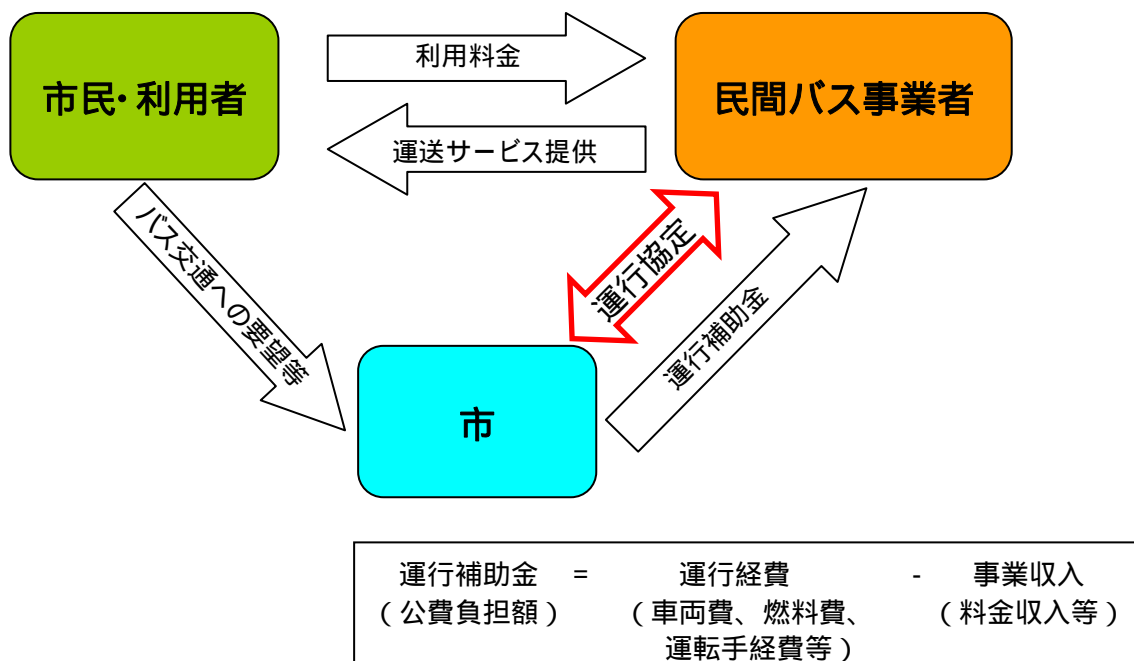 市民・利用者
利用料金
民間バス事業者
運送サービス提供
バス交通への要望等
運行協定
運行補助金
市
運行補助金 = 運行経費 - 事業収入
(公費負担額) (車両費、燃料費、 (料金収入等)
運転手経費等)